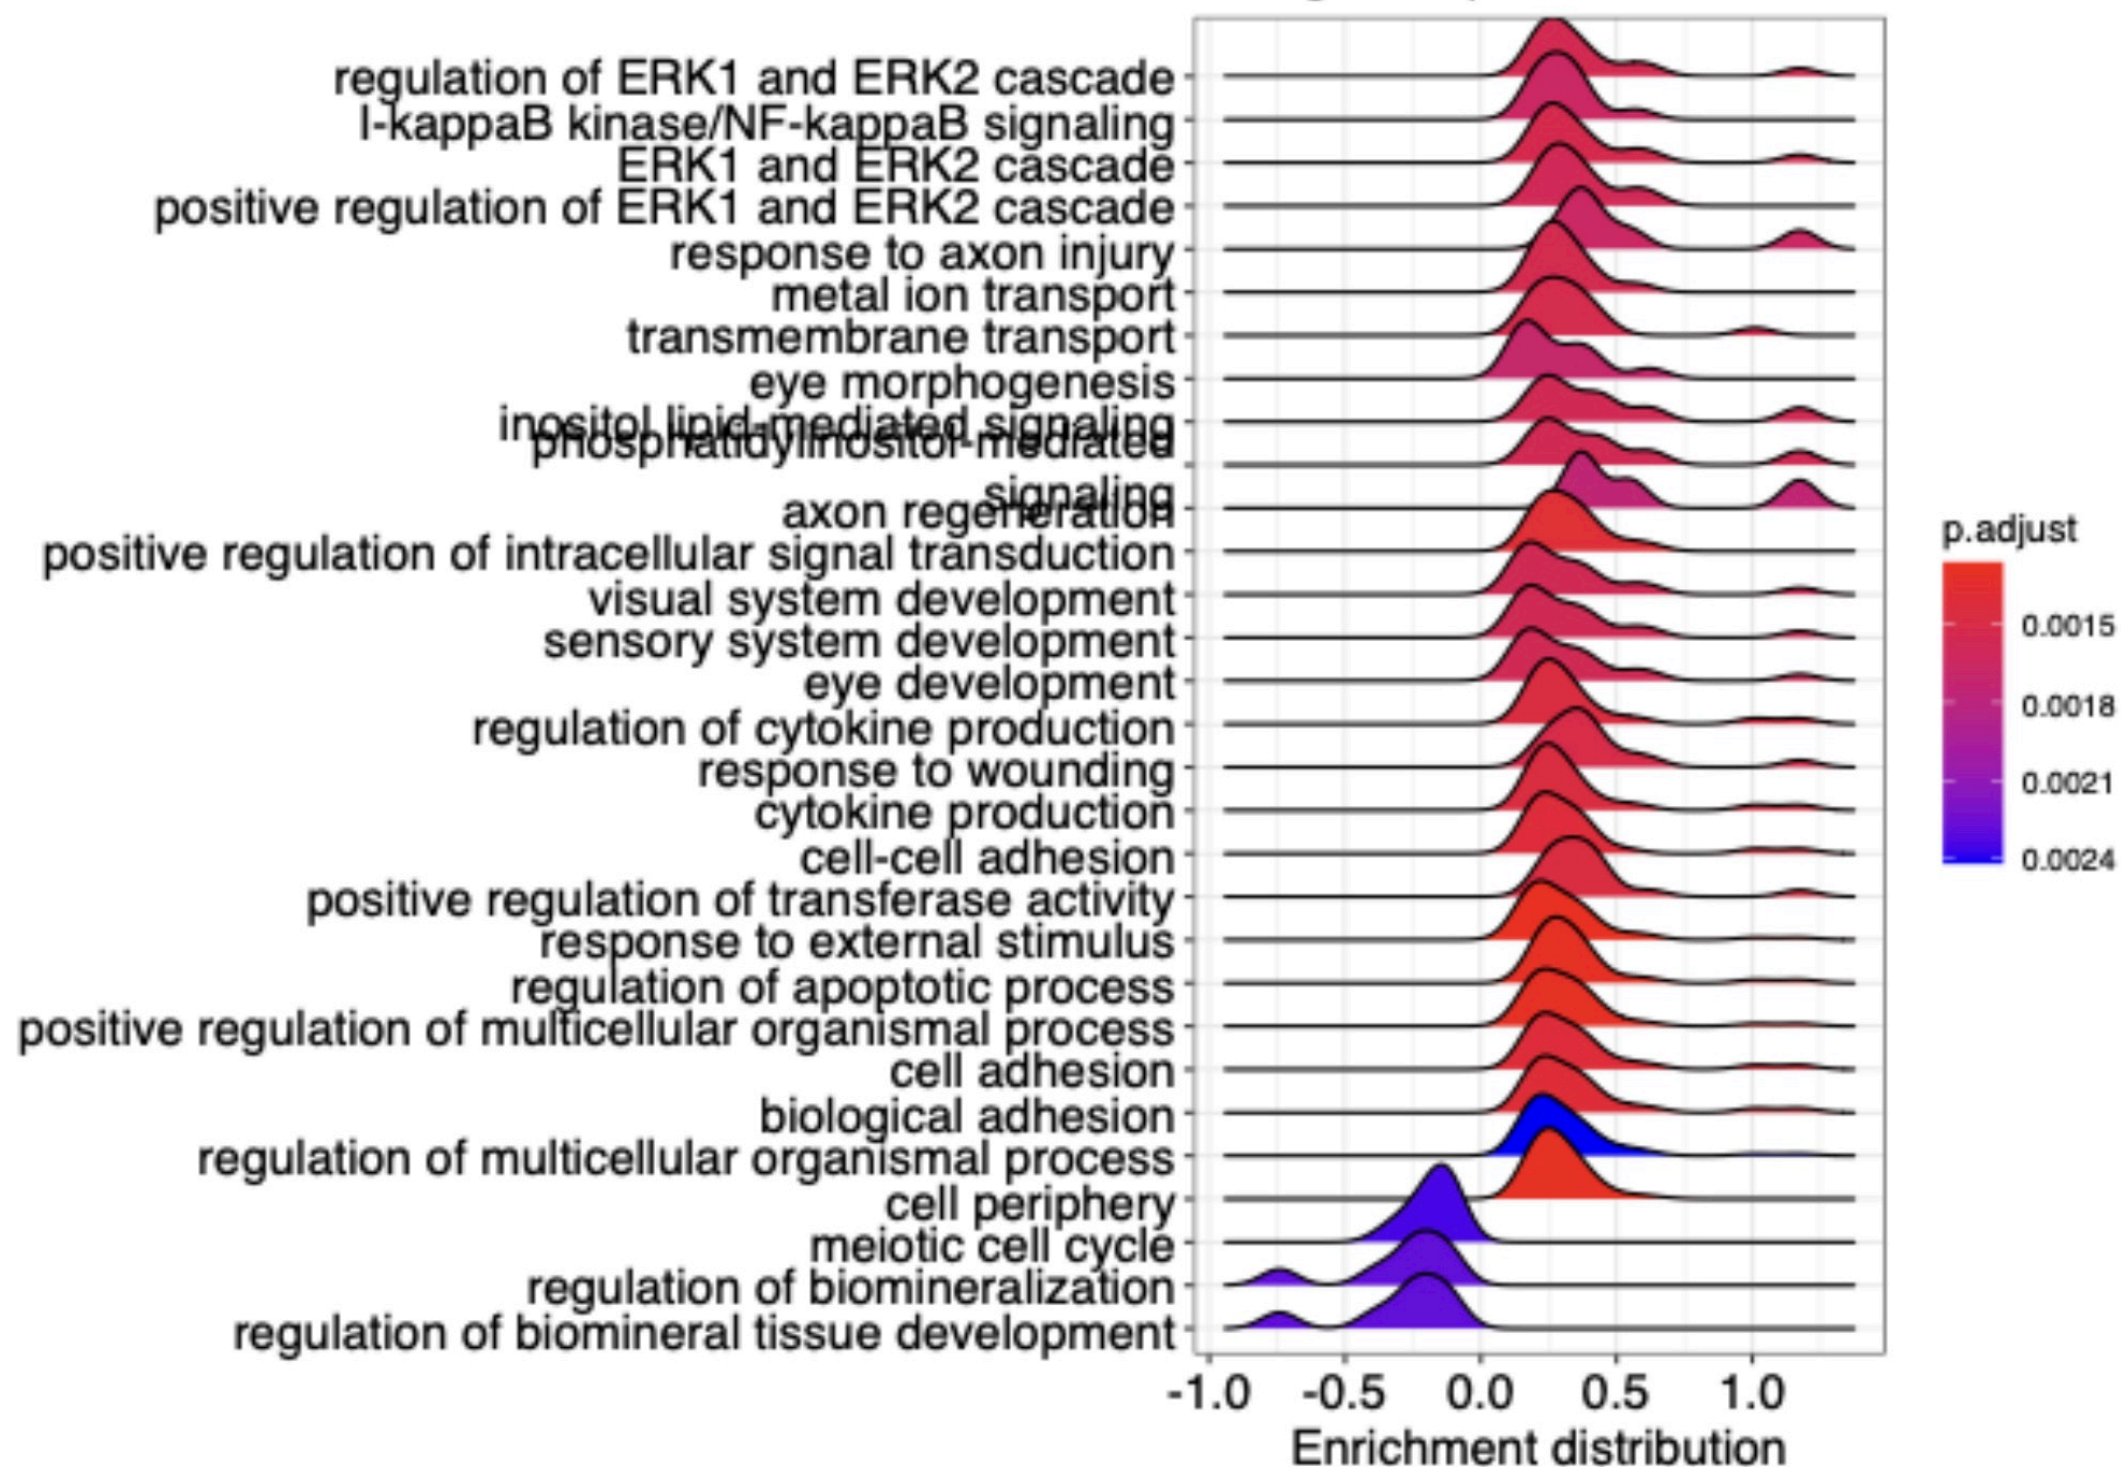 regulation of ERK1 and ERK2 cascade
I-kappaB kinase/NF-kappaB signaling
ERK1 and ERK2 cascade
positive regulation of ERK1 and ERK2 cascade
response to axon injury
metal ion transport
transmembrane transport
eye morphogenesis
inositol lipid-mediated signaling
phosphatidylinositol-mediated
signaling
axon regeneration
positive regulation of intracellular signal transduction
visual system development
sensory system development
eye development
regulation of cytokine production
response to wounding
cytokine production
cell-cell adhesion
positive regulation of transferase activity
response to external stimulus
regulation of apoptotic process
positive regulation of multicellular organismal process
cell adhesion
biological adhesion
regulation of multicellular organismal process
cell periphery
meiotic cell cycle
regulation of biomineralization
regulation of biomineral tissue development
-1.0 -0.5 0.0 0.5 1.0
Enrichment distribution
p.adjust
0.0015
0.0018
0.0021
0.0024